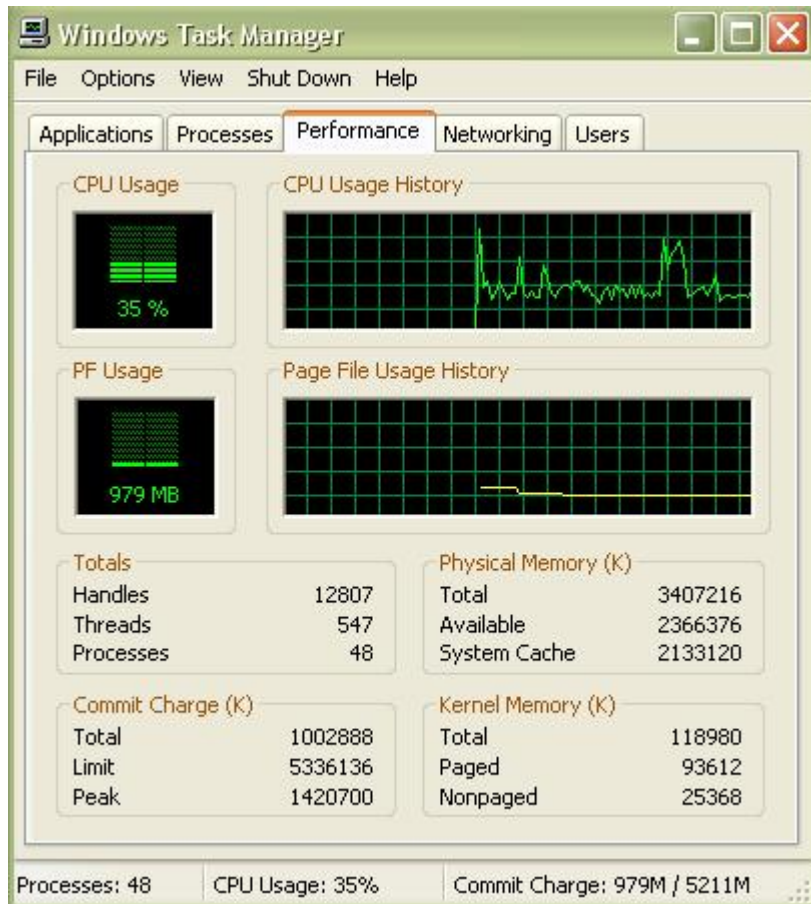 Windows Task Manager
File Options View Shut Down Help
Applications Processes Performance Networking Users
CPU Usage CPU Usage History
35 %
PF Usage Page File Usage History
979 MB
Totals Physical Memory (K)
Handles 12807 Total 3407216
Threads 547 Available 2366376
Processes 48 System Cache 2133120
Commit Charge (K) Kernel Memory (K)
Total 1002888 Total 118980
Limit 5336136 Paged 93612
Peak 1420700 Nonpaged 25368
Processes: 48 CPU Usage: 35% Commit Charge: 979M / 5211M